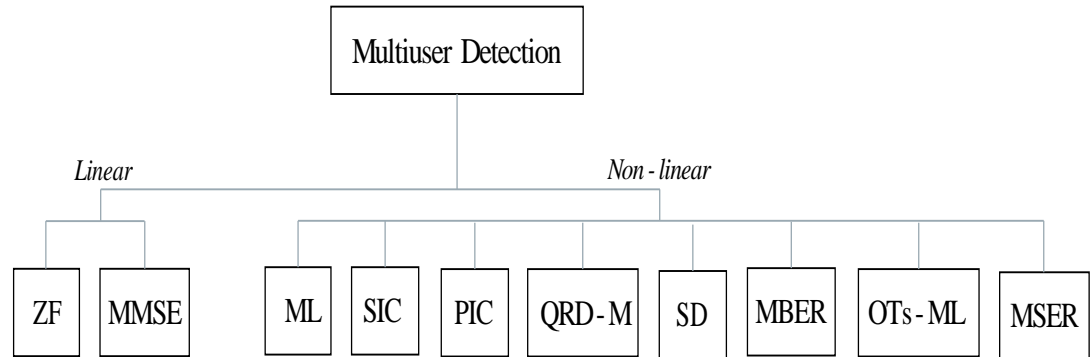 Multiuser Detection
Linear
Non - linear
ZF
MMSE
ML
SIC
PIC
QRD - M
SD
MBER
OTs - ML
MSER